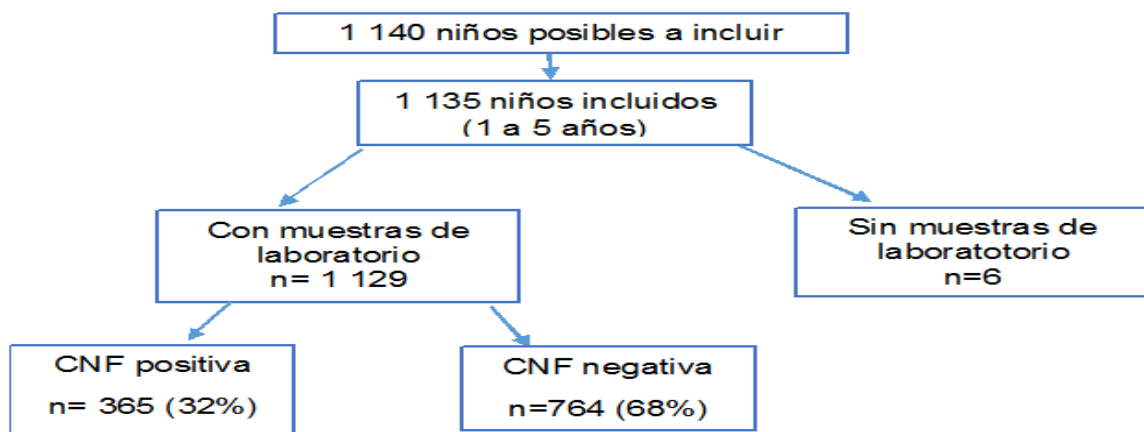 1 140 niños posibles a incluir
1 135 niños incluidos
(1 a 5 años)
Con muestras de
laboratorio
n= 1 129
Sin muestras de
laboratotorio
n=6
CNF positiva
n= 365 (32%)
CNF negativa
n=764 (68%)